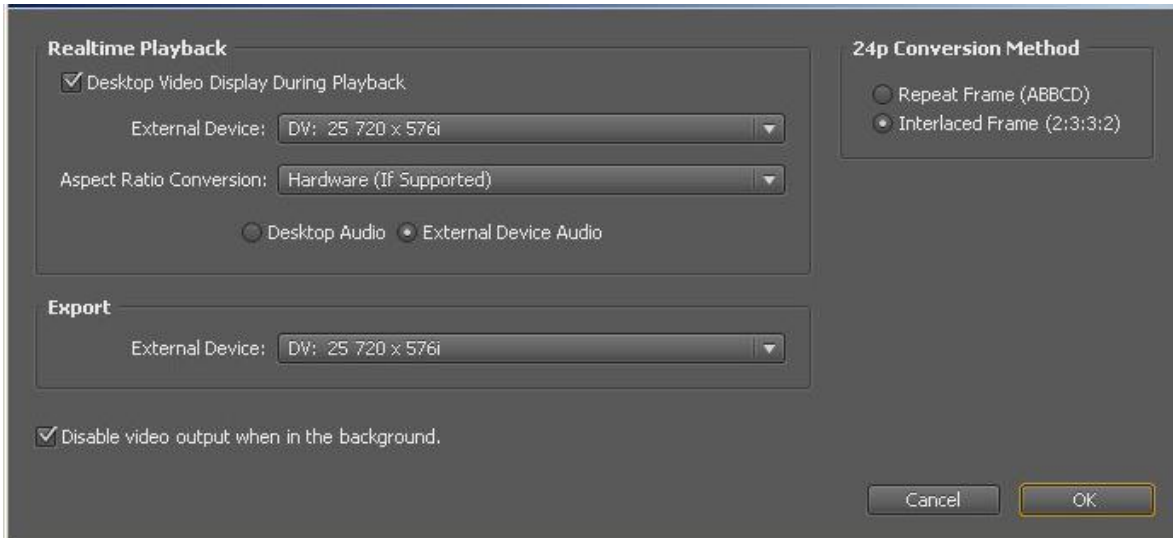 Realtime Playback
Desktop Video Display During Playback
External Device: DV: 25 720 x 576i
Aspect Ratio Conversion: Hardware (If Supported)
Desktop Audio External Device Audio
Export
External Device: DV: 25 720 x 576i
Disable video output when in the background.
24p Conversion Method
Repeat Frame (ABBCD)
Interlaced Frame (2:3:3:2)
Cancel OK